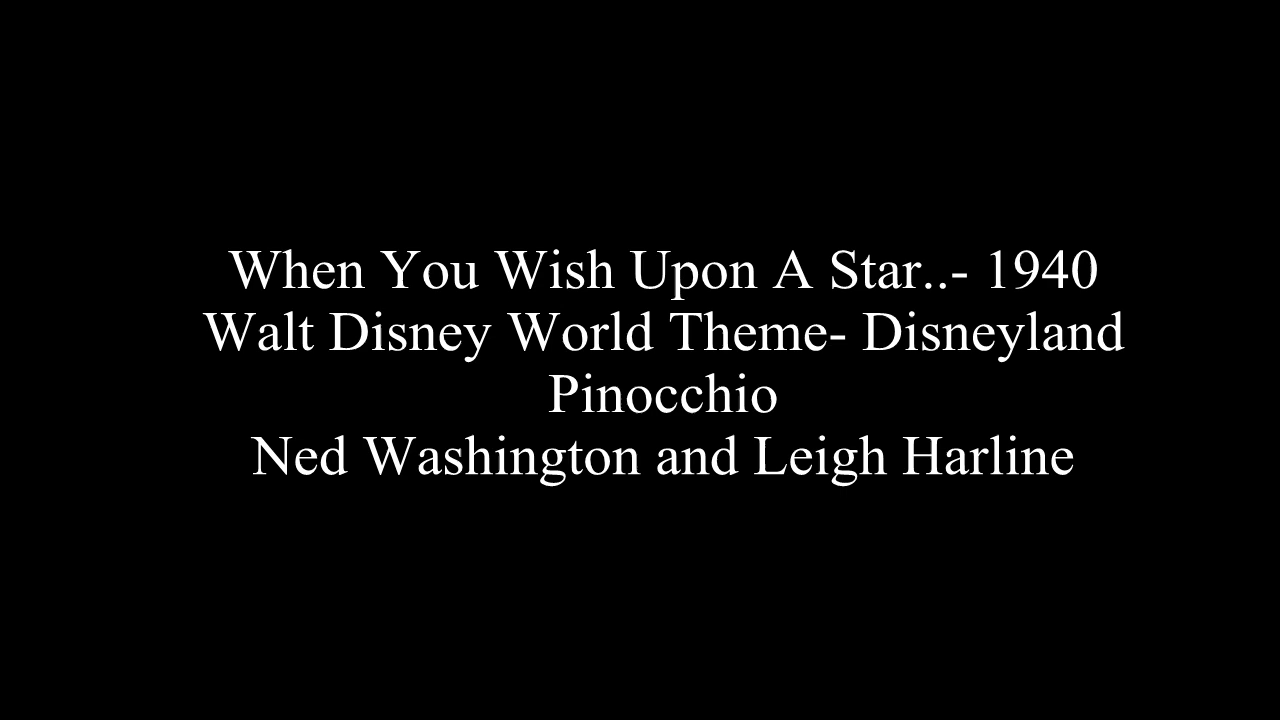 When You Wish Upon A Star..- 1940
Walt Disney World Theme- Disneyland
Pinocchio
Ned Washington and Leigh Harline